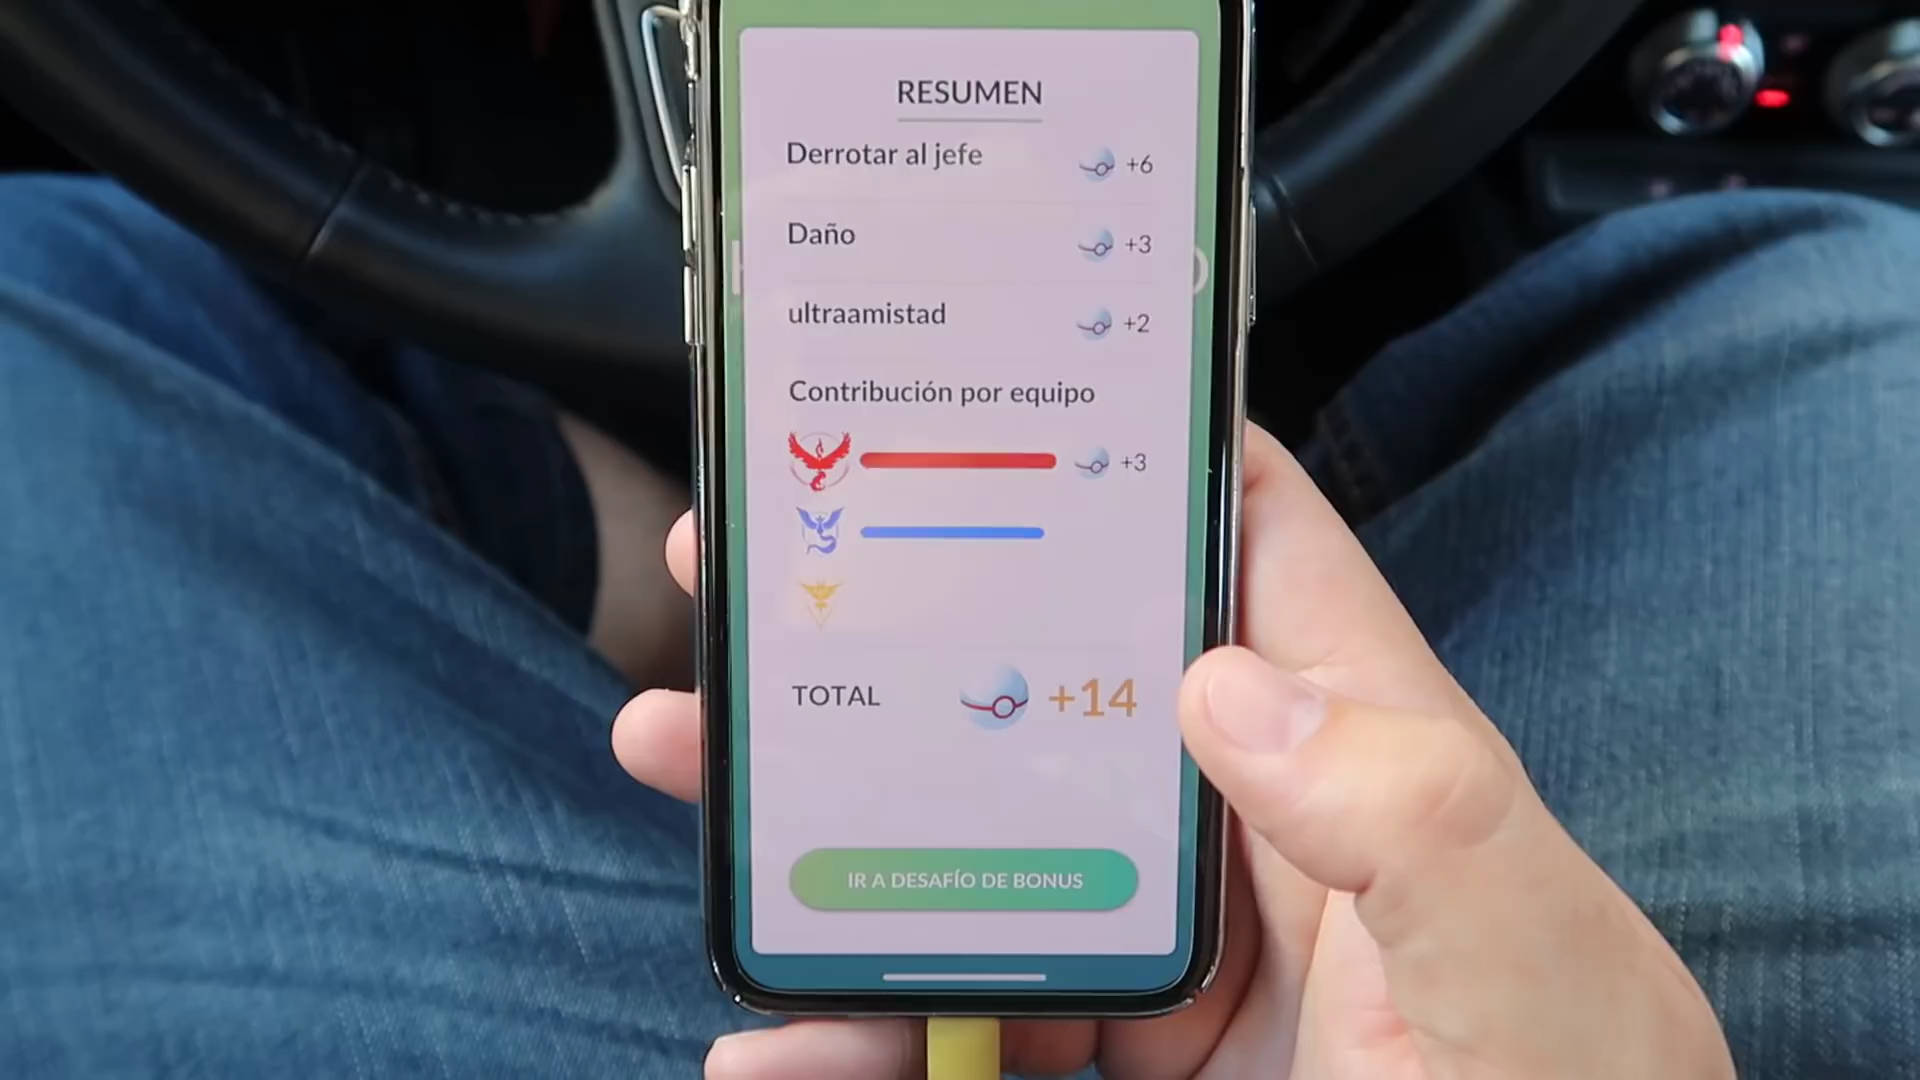 RESUMEN
Derrotar al jefe +6
Daño +3
ultraamistad +2
Contribución por equipo
+3
TOTAL +14
IR A DESAFÍO DE BONUS